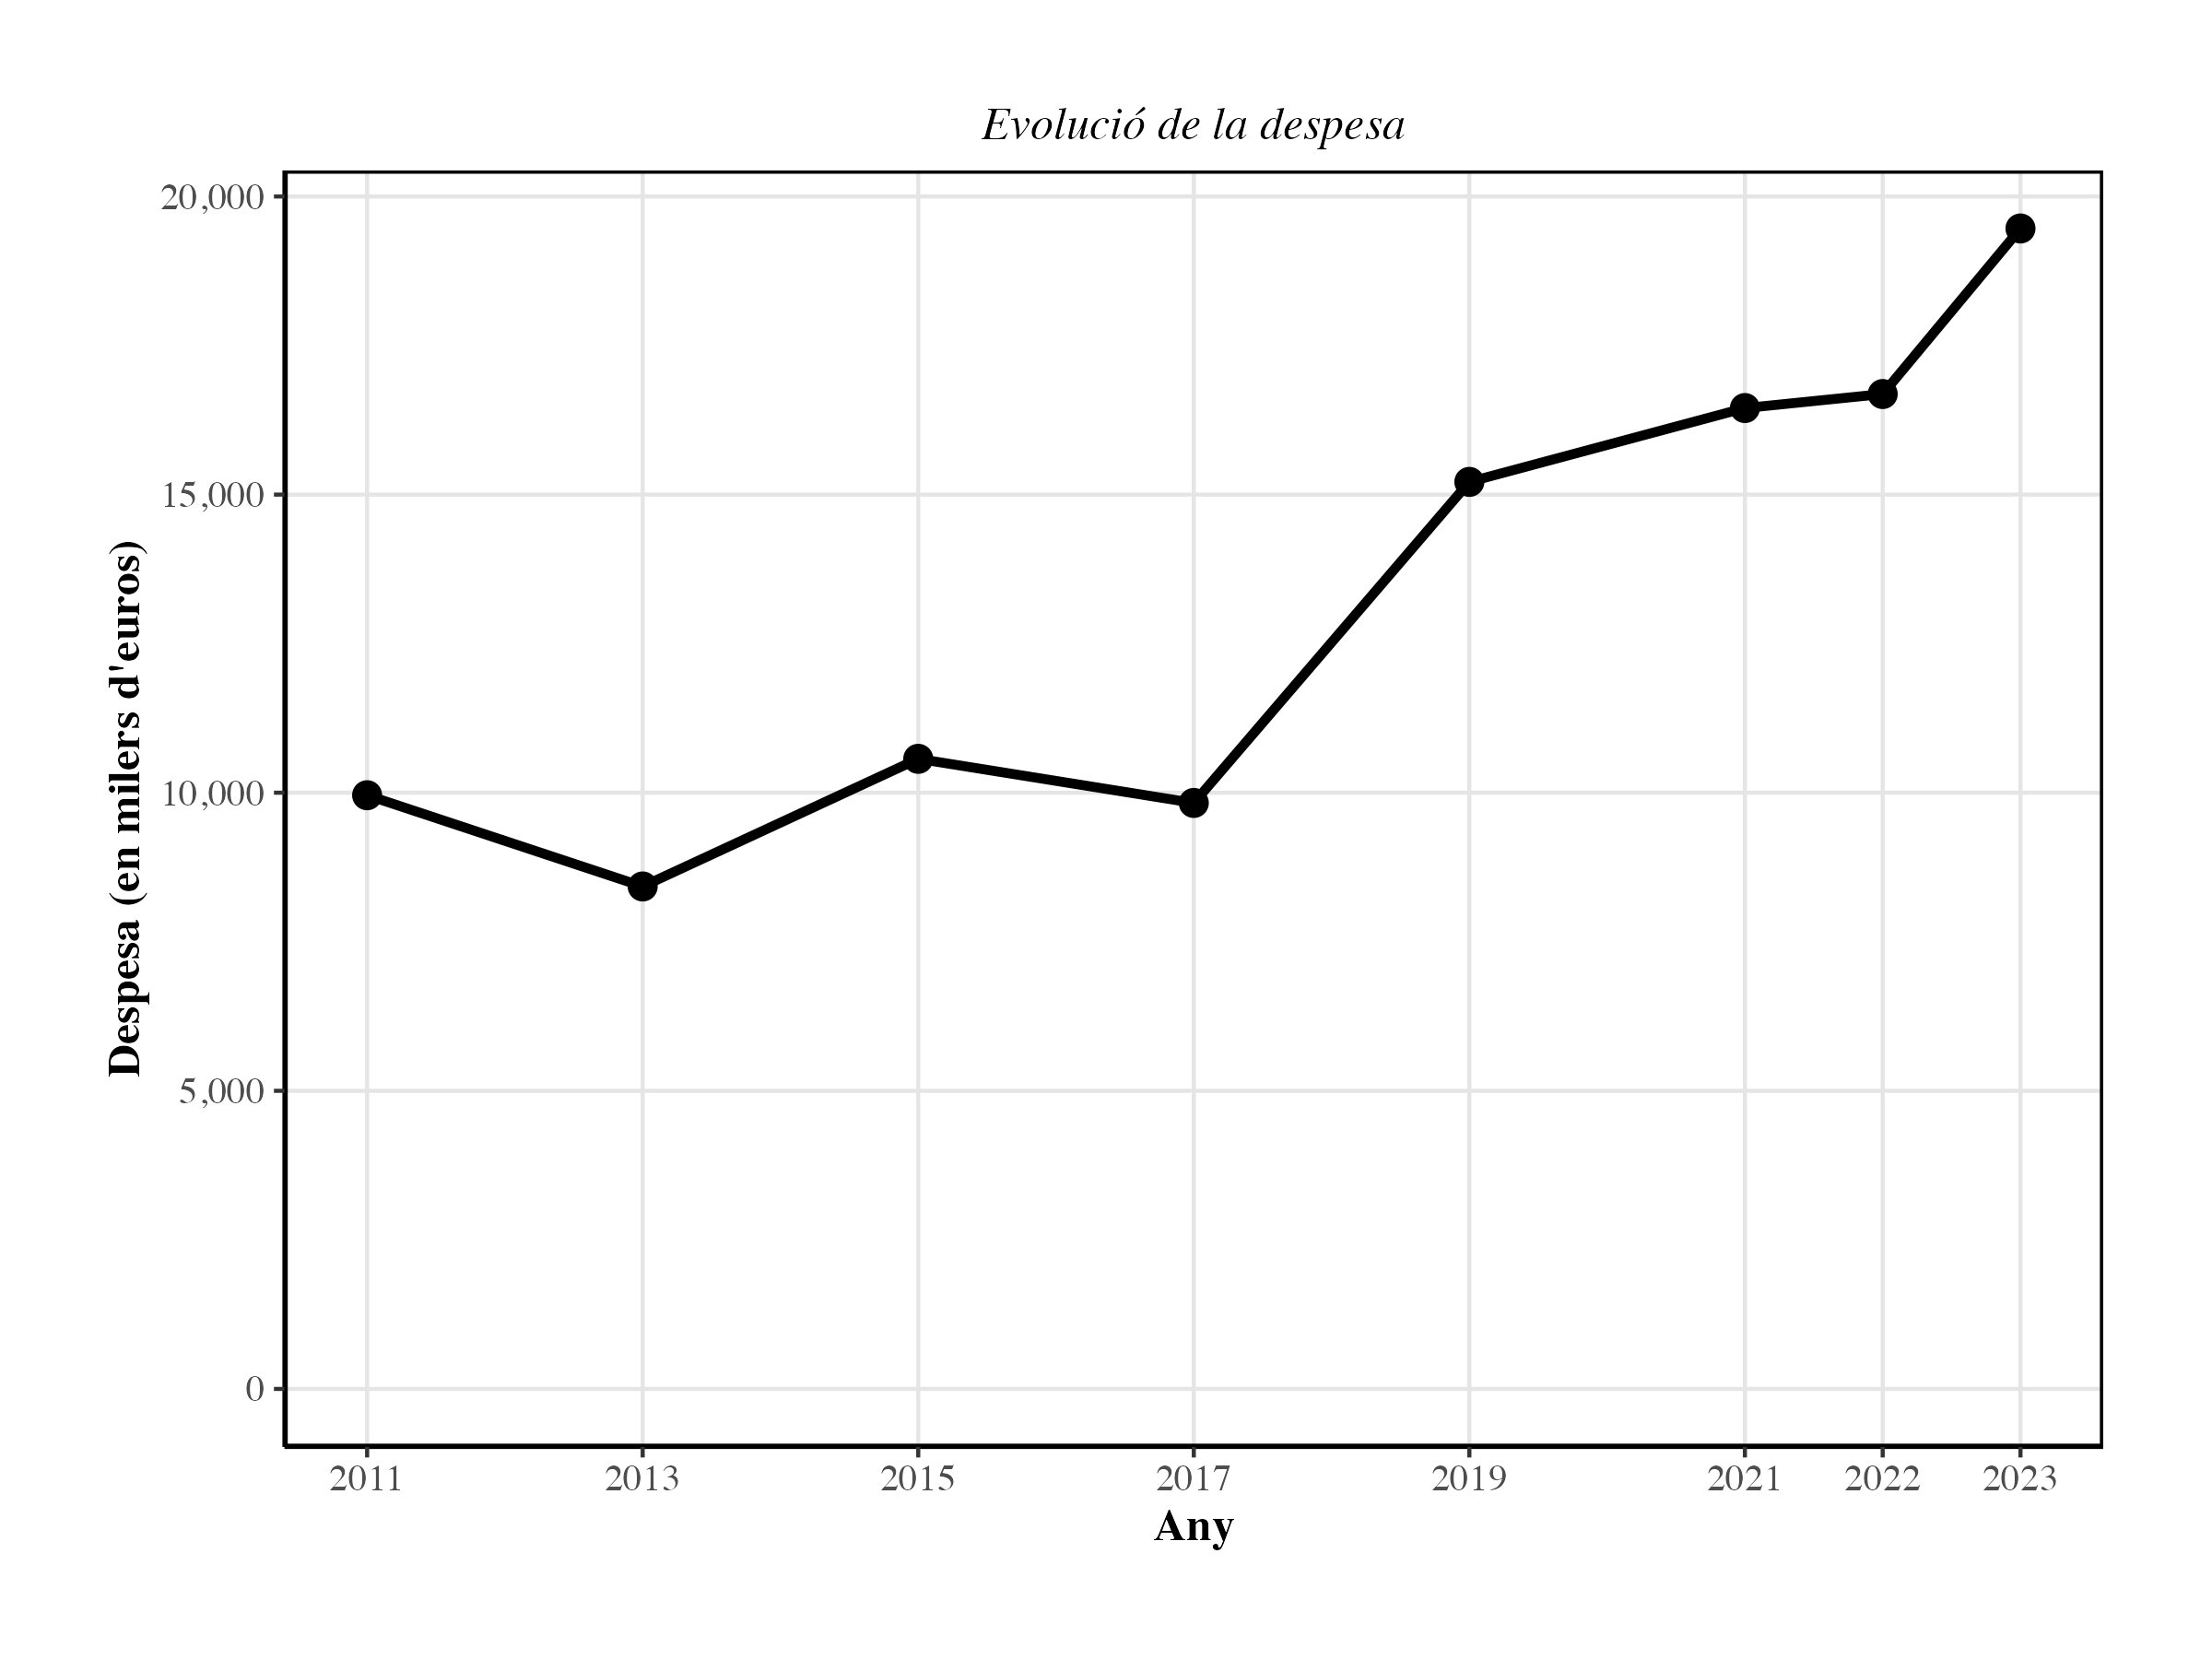 Evolució de la despesa
Despesa (en milers d'euros)
20,000
15,000
10,000
5,000
0
2011 2013 2015 2017 2019 2021 2022 2023
Any